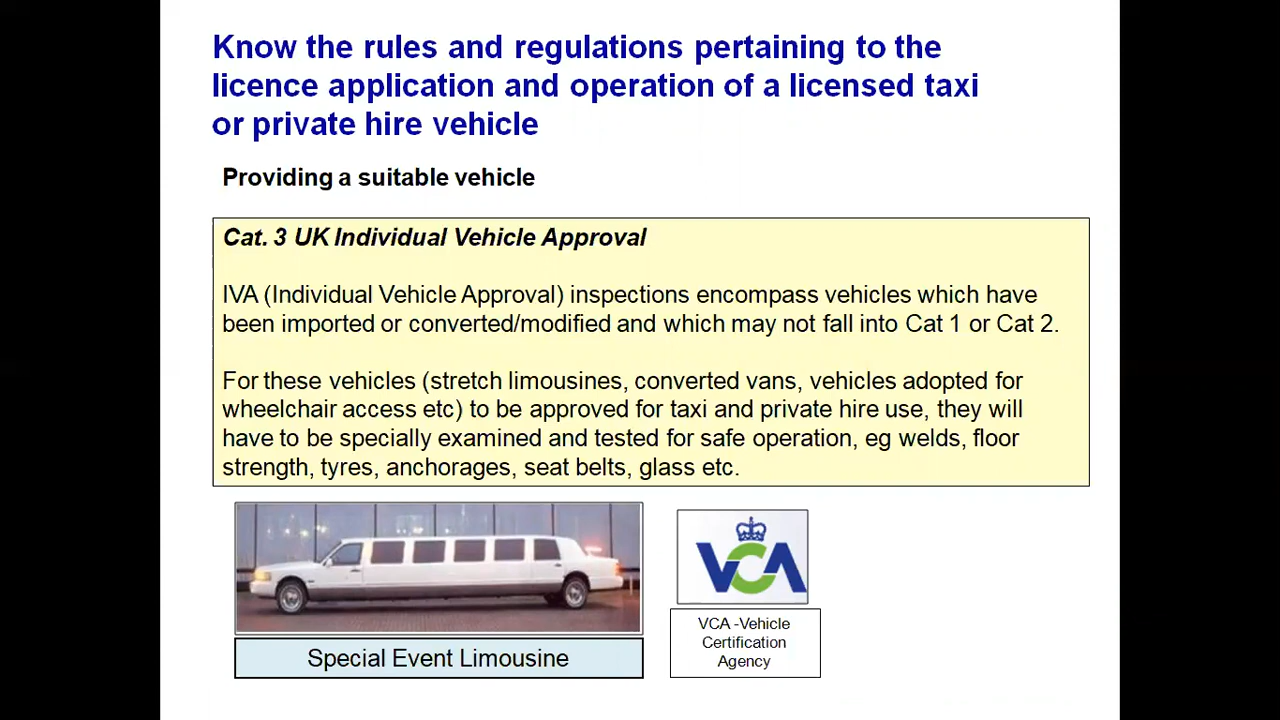 Know the rules and regulations pertaining to the
licence application and operation of a licensed taxi
or private hire vehicle
Providing a suitable vehicle
Cat. 3 UK Individual Vehicle Approval
IVA (Individual Vehicle Approval) inspections encompass vehicles which have
been imported or converted/modified and which may not fall into Cat 1 or Cat 2.
For these vehicles (stretch limousines, converted vans, vehicles adopted for
wheelchair access etc) to be approved for taxi and private hire use, they will
have to be specially examined and tested for safe operation, eg welds, floor
strength, tyres, anchorages, seat belts, glass etc.
VCA
Special Event Limousine
VCA -Vehicle
Certification
Agency